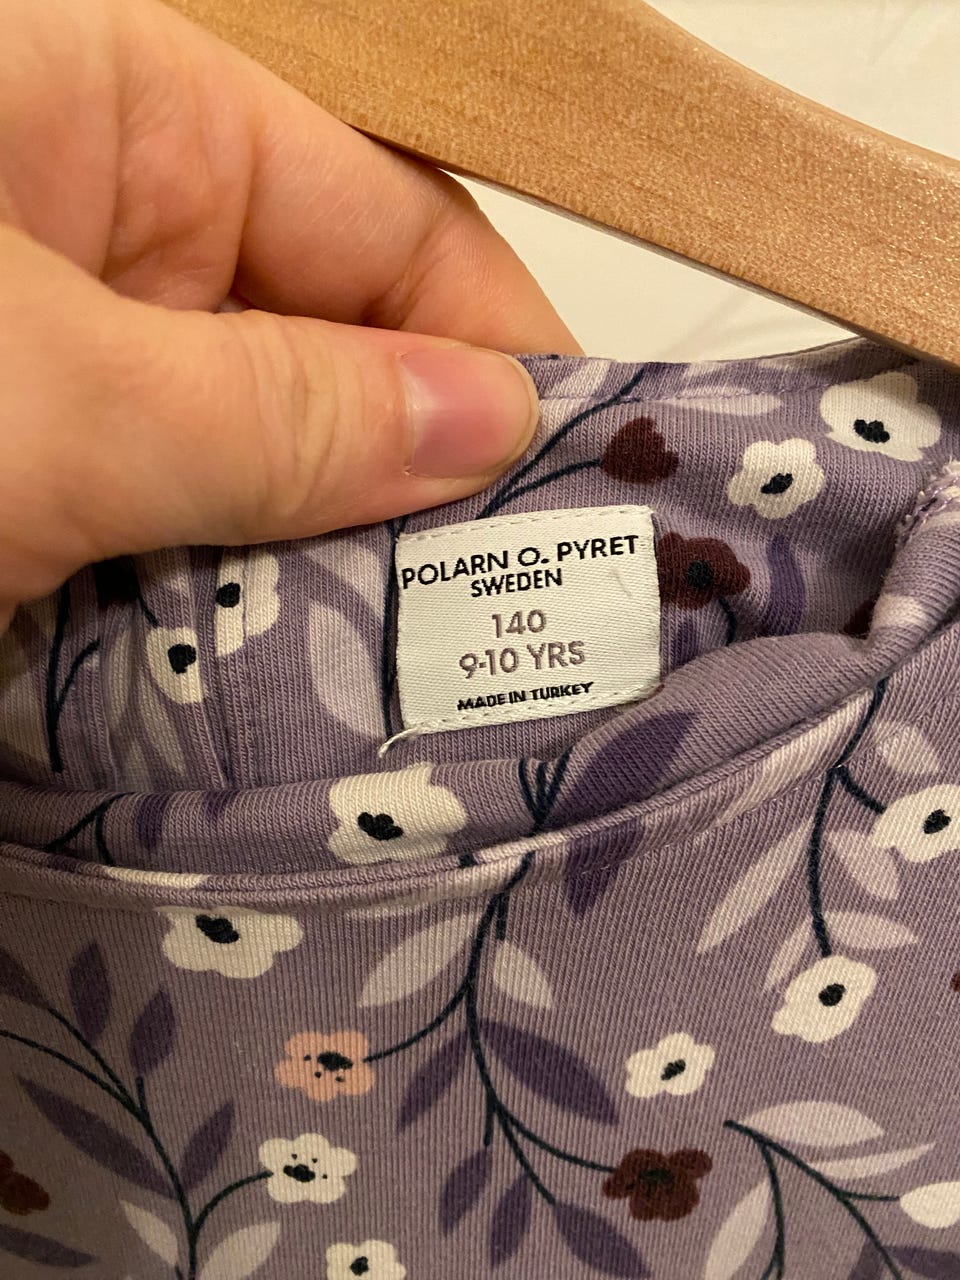 POLARN O. PYRET
SWEDEN
140
9-10 YRS
MADE IN TURKEY